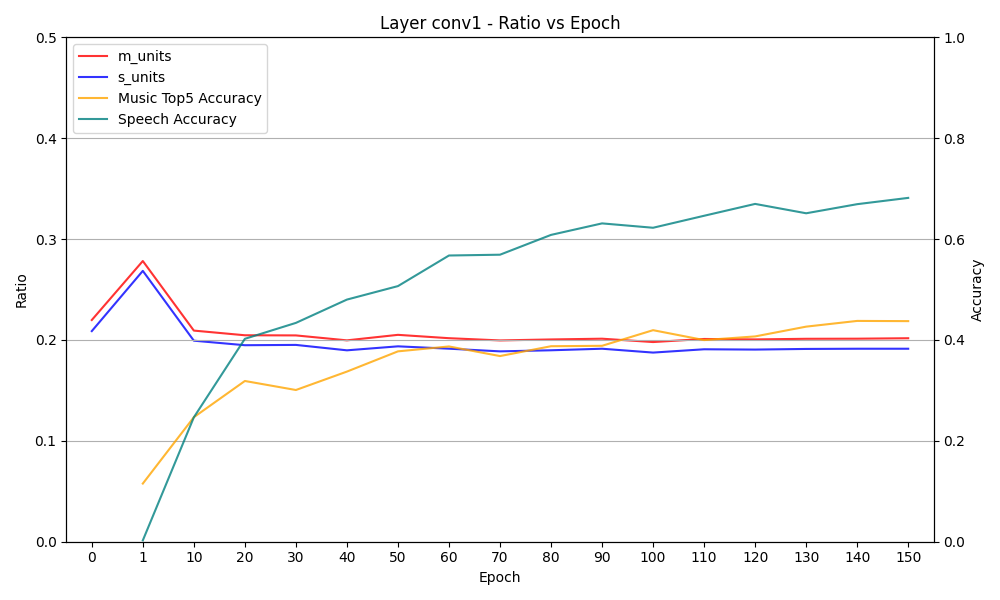 Layer conv1 - Ratio vs Epoch
m_units
s_units
Music Top5 Accuracy
Speech Accuracy
Ratio
0.5
0.4
0.3
0.2
0.1
0.0
1.0
0.8
0.6
0.4
0.2
0.0
Accuracy
0 1 10 20 30 40 50 60 70 80 90 100 110 120 130 140 150
Epoch